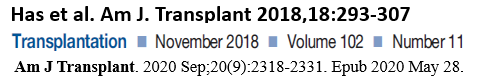 Has et al. Am J. Transplant 2018,18:293-307
Transplantation ■ November 2018 ■ Volume 102 ■ Number 11
Am J Transplant. 2020 Sep;20(9):2318-2331. Epub 2020 May 28.